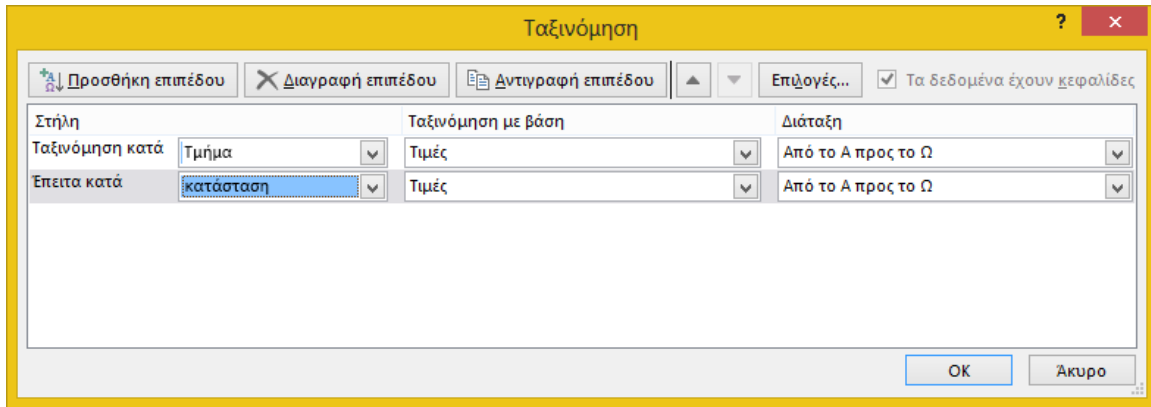 Ταξινόμηση ?
Προσθήκη επιπέδου Διαγραφή επιπέδου Αντιγραφή επιπέδου Επιλογές... Τα δεδομένα έχουν κεφαλίδες
Στήλη Ταξινόμηση με βάση Διάταξη
Ταξινόμηση κατά Τμήμα Τιμές Από το Α προς το Ω
Έπειτα κατά κατάσταση Τιμές Από το Α προς το Ω
OK Άκυρο